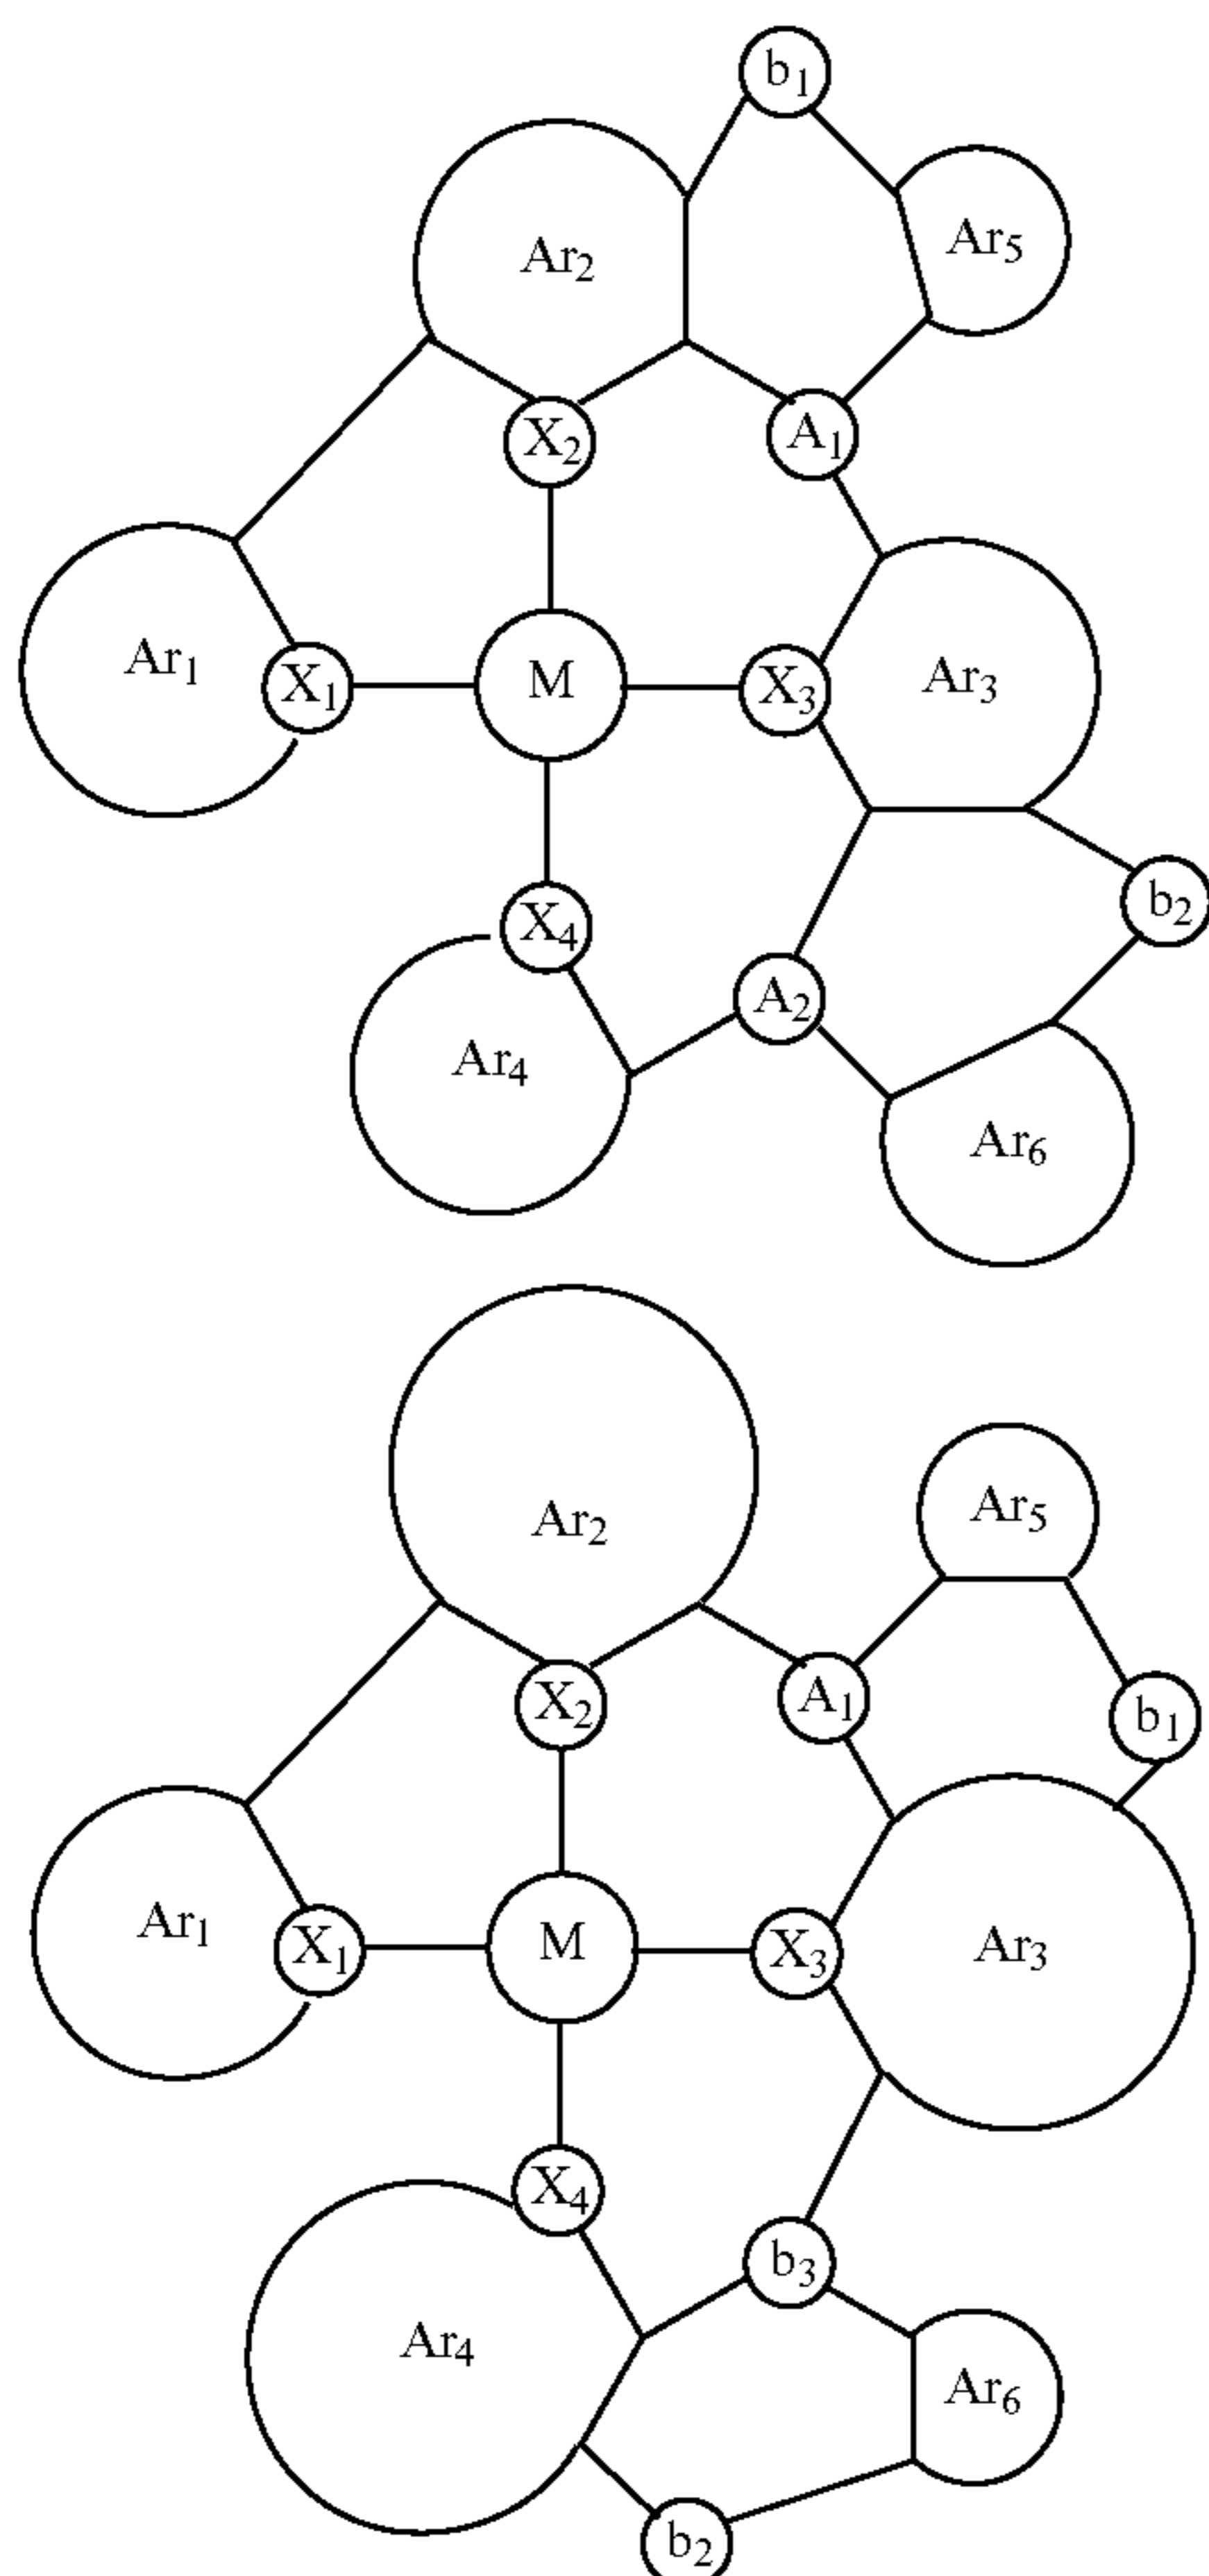 b₁
Ar₂ Ar₅
X₂ A₁
Ar₁ X₁ M X₃ Ar₃
b₂
X₄
A₂
Ar₄
Ar₆
Ar₂ Ar₅
X₂ A₁ b₁
Ar₁ X₁ M X₃ Ar₃
X₄
b₃
Ar₄ Ar₆
b₂